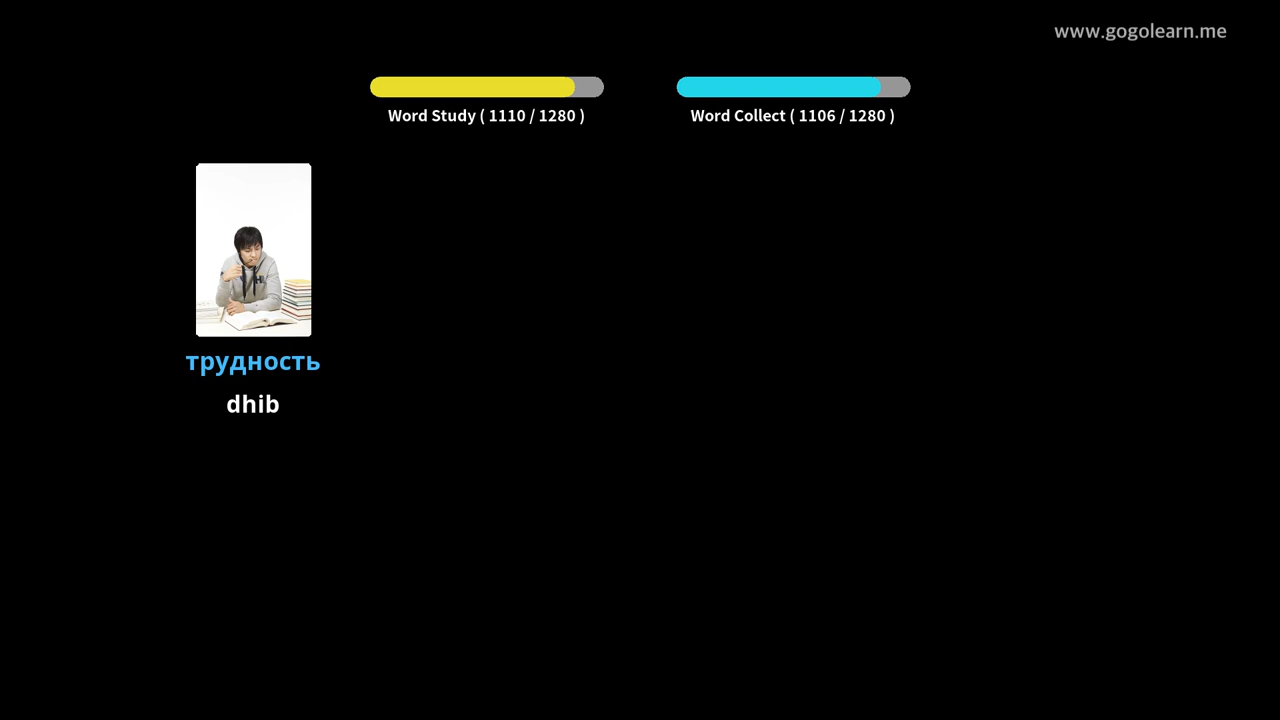 www.gogolearn.me
Word Study ( 1110 / 1280 )
Word Collect ( 1106 / 1280 )
трудность
dhib